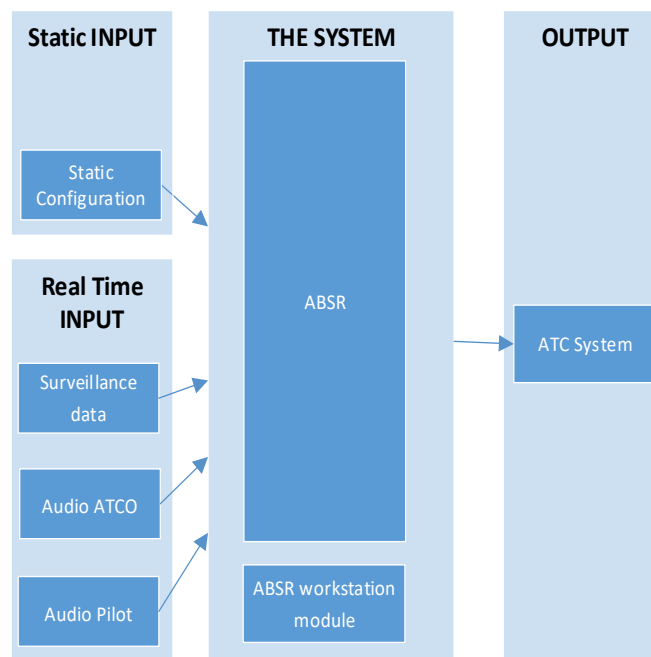 Static INPUT
Static
Configuration
Real Time
INPUT
Surveillance
data
Audio ATCO
Audio Pilot
THE SYSTEM
ABSR
ABSR workstation
module
OUTPUT
ATC System